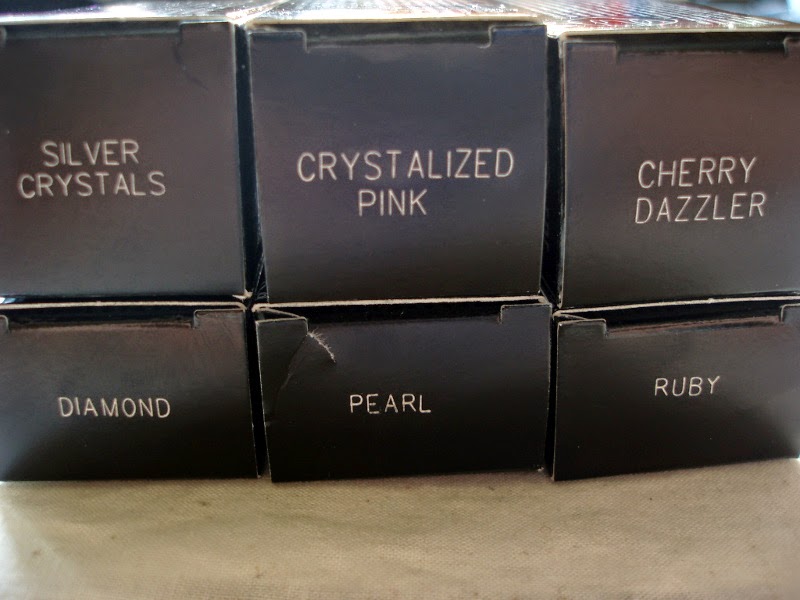 SILVER
CRYSTALS
CRYSTALIZED
PINK
CHERRY
DAZZLER
DIAMOND
PEARL
RUBY